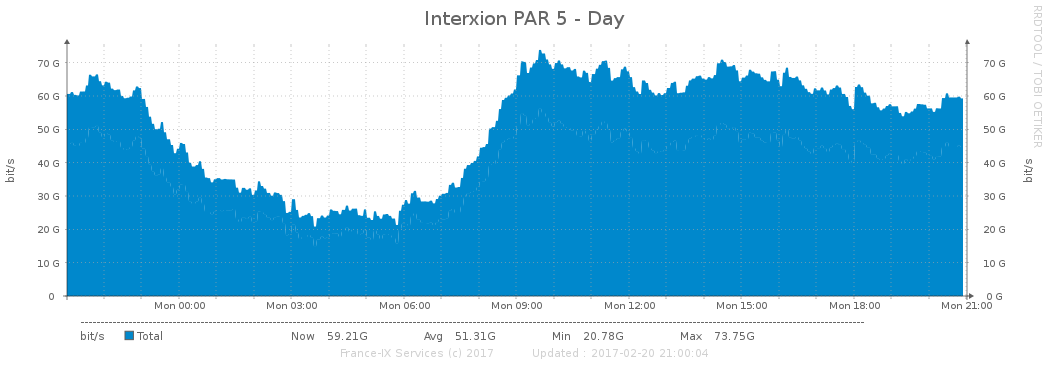 Interxion PAR 5 - Day
RRDTOOL / TOBI OETIKER
bit/s
70 G
60 G
50 G
40 G
30 G
20 G
10 G
0
70 G
60 G
50 G
40 G
30 G
20 G
10 G
0 G
bit/s
Mon 00:00 Mon 03:00 Mon 06:00 Mon 09:00 Mon 12:00 Mon 15:00 Mon 18:00 Mon 21:00
bit/s Total Now 59.21G Avg 51.31G Min 20.78G Max 73.75G
France-IX Services (c) 2017 Updated : 2017-02-20 21:00:04